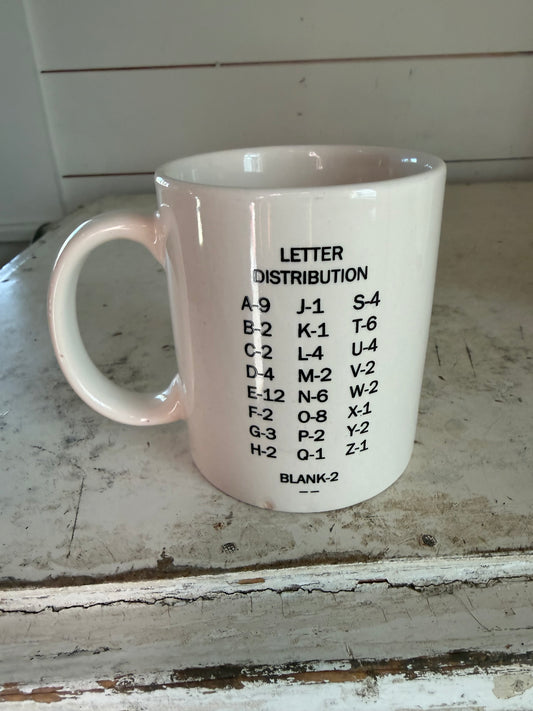 LETTER
DISTRIBUTION
A-9 J-1 S-4
B-2 K-1 T-6
C-2 L-4 U-4
D-4 M-2 V-2
E-12 N-6 W-2
F-2 O-8 X-1
G-3 P-2 Y-2
H-2 Q-1 Z-1
BLANK-2
— —